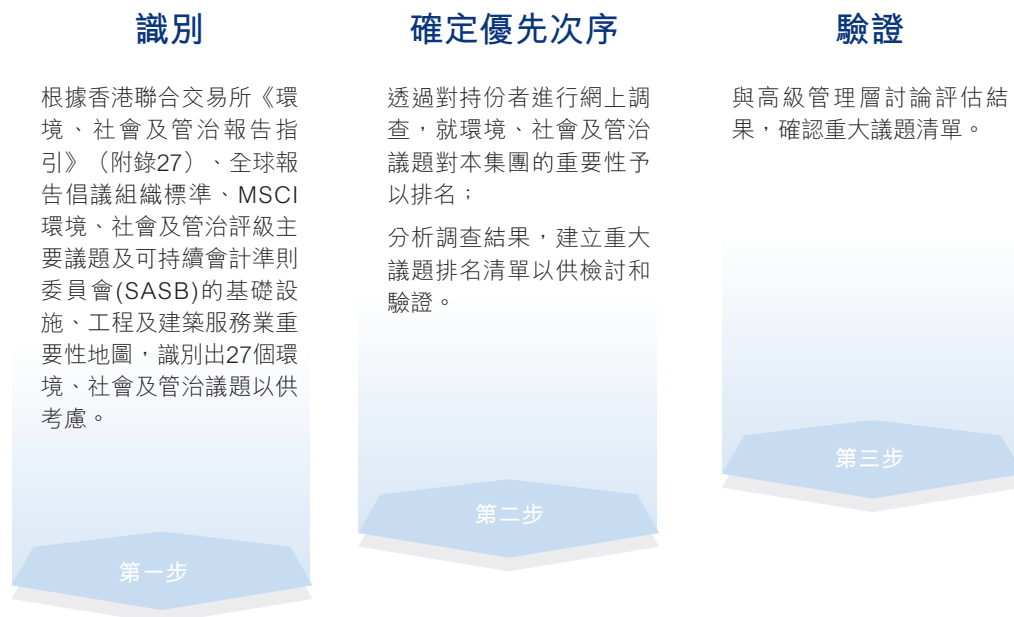 識別
根據香港聯合交易所《環
境、社會及管治報告指
引》（附錄27）、全球報
告倡議組織標準、MSCI
環境、社會及管治評級主
要議題及可持續會計準則
委員會(SASB)的基礎設
施、工程及建築服務業重
要性地圖，識別出27個環
境、社會及管治議題以供
考慮。
第一步
確定優先次序
透過對持份者進行網上調
查，就環境、社會及管治
議題對本集團的重要性予
以排名；
分析調查結果，建立重大
議題排名清單以供檢討和
驗證。
第二步
驗證
與高級管理層討論評估結
果，確認重大議題清單。
第三步